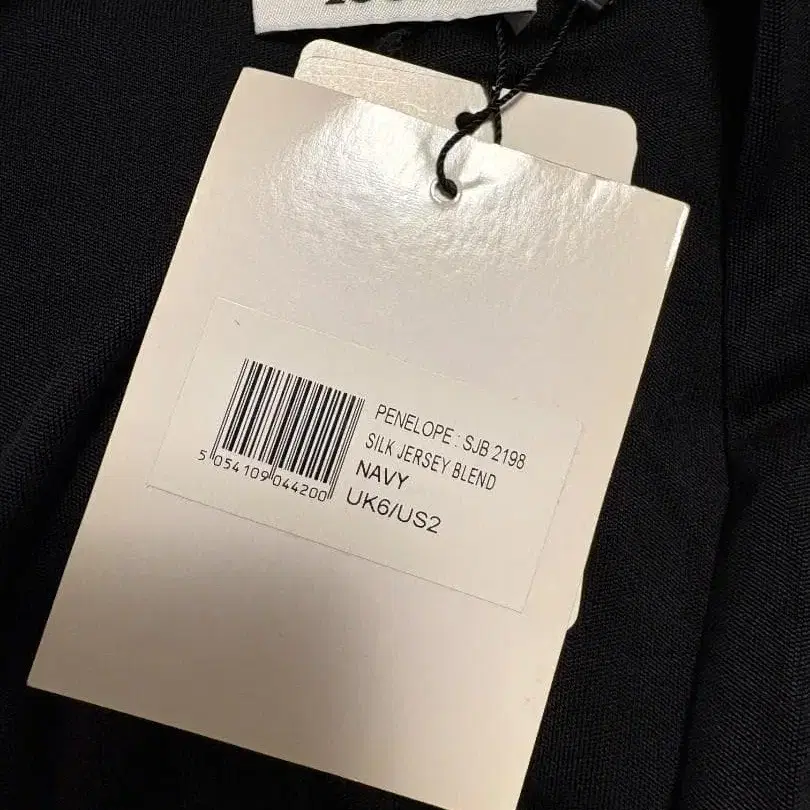 PENELOPE : SJB 2198
SILK JERSEY BLEND
NAVY
UK6/US2
5 054109 044200